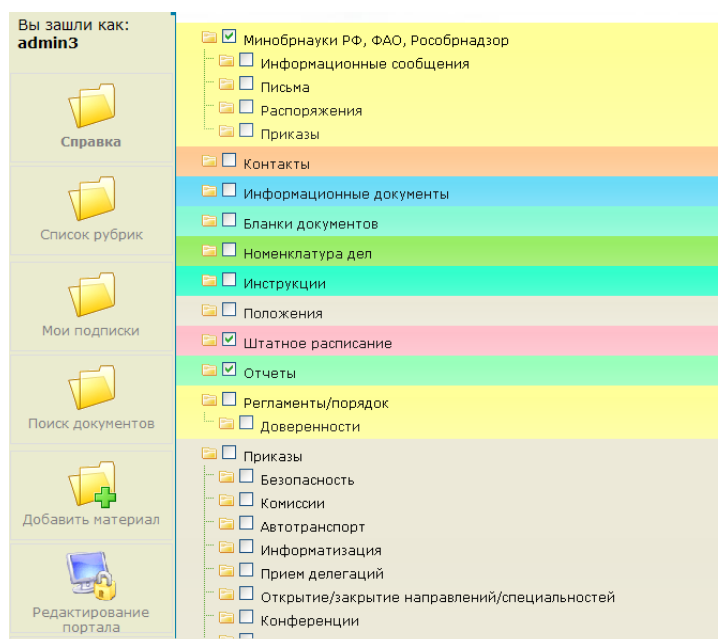 Вы зашли как:
admin3
Справка
Список рубрик
Мои подписки
Поиск документов
Добавить материал
Редактирование
портала
Минобрнауки РФ, ФАО, Рособрнадзор
Информационные сообщения
Письма
Распоряжения
Приказы
Контакты
Информационные документы
Бланки документов
Номенклатура дел
Инструкции
Положения
Штатное расписание
Отчеты
Регламенты/порядок
Доверенности
Приказы
Безопасность
Комиссии
Автотранспорт
Информатизация
Прием делегаций
Открытие/закрытие направлений/специальностей
Конференции